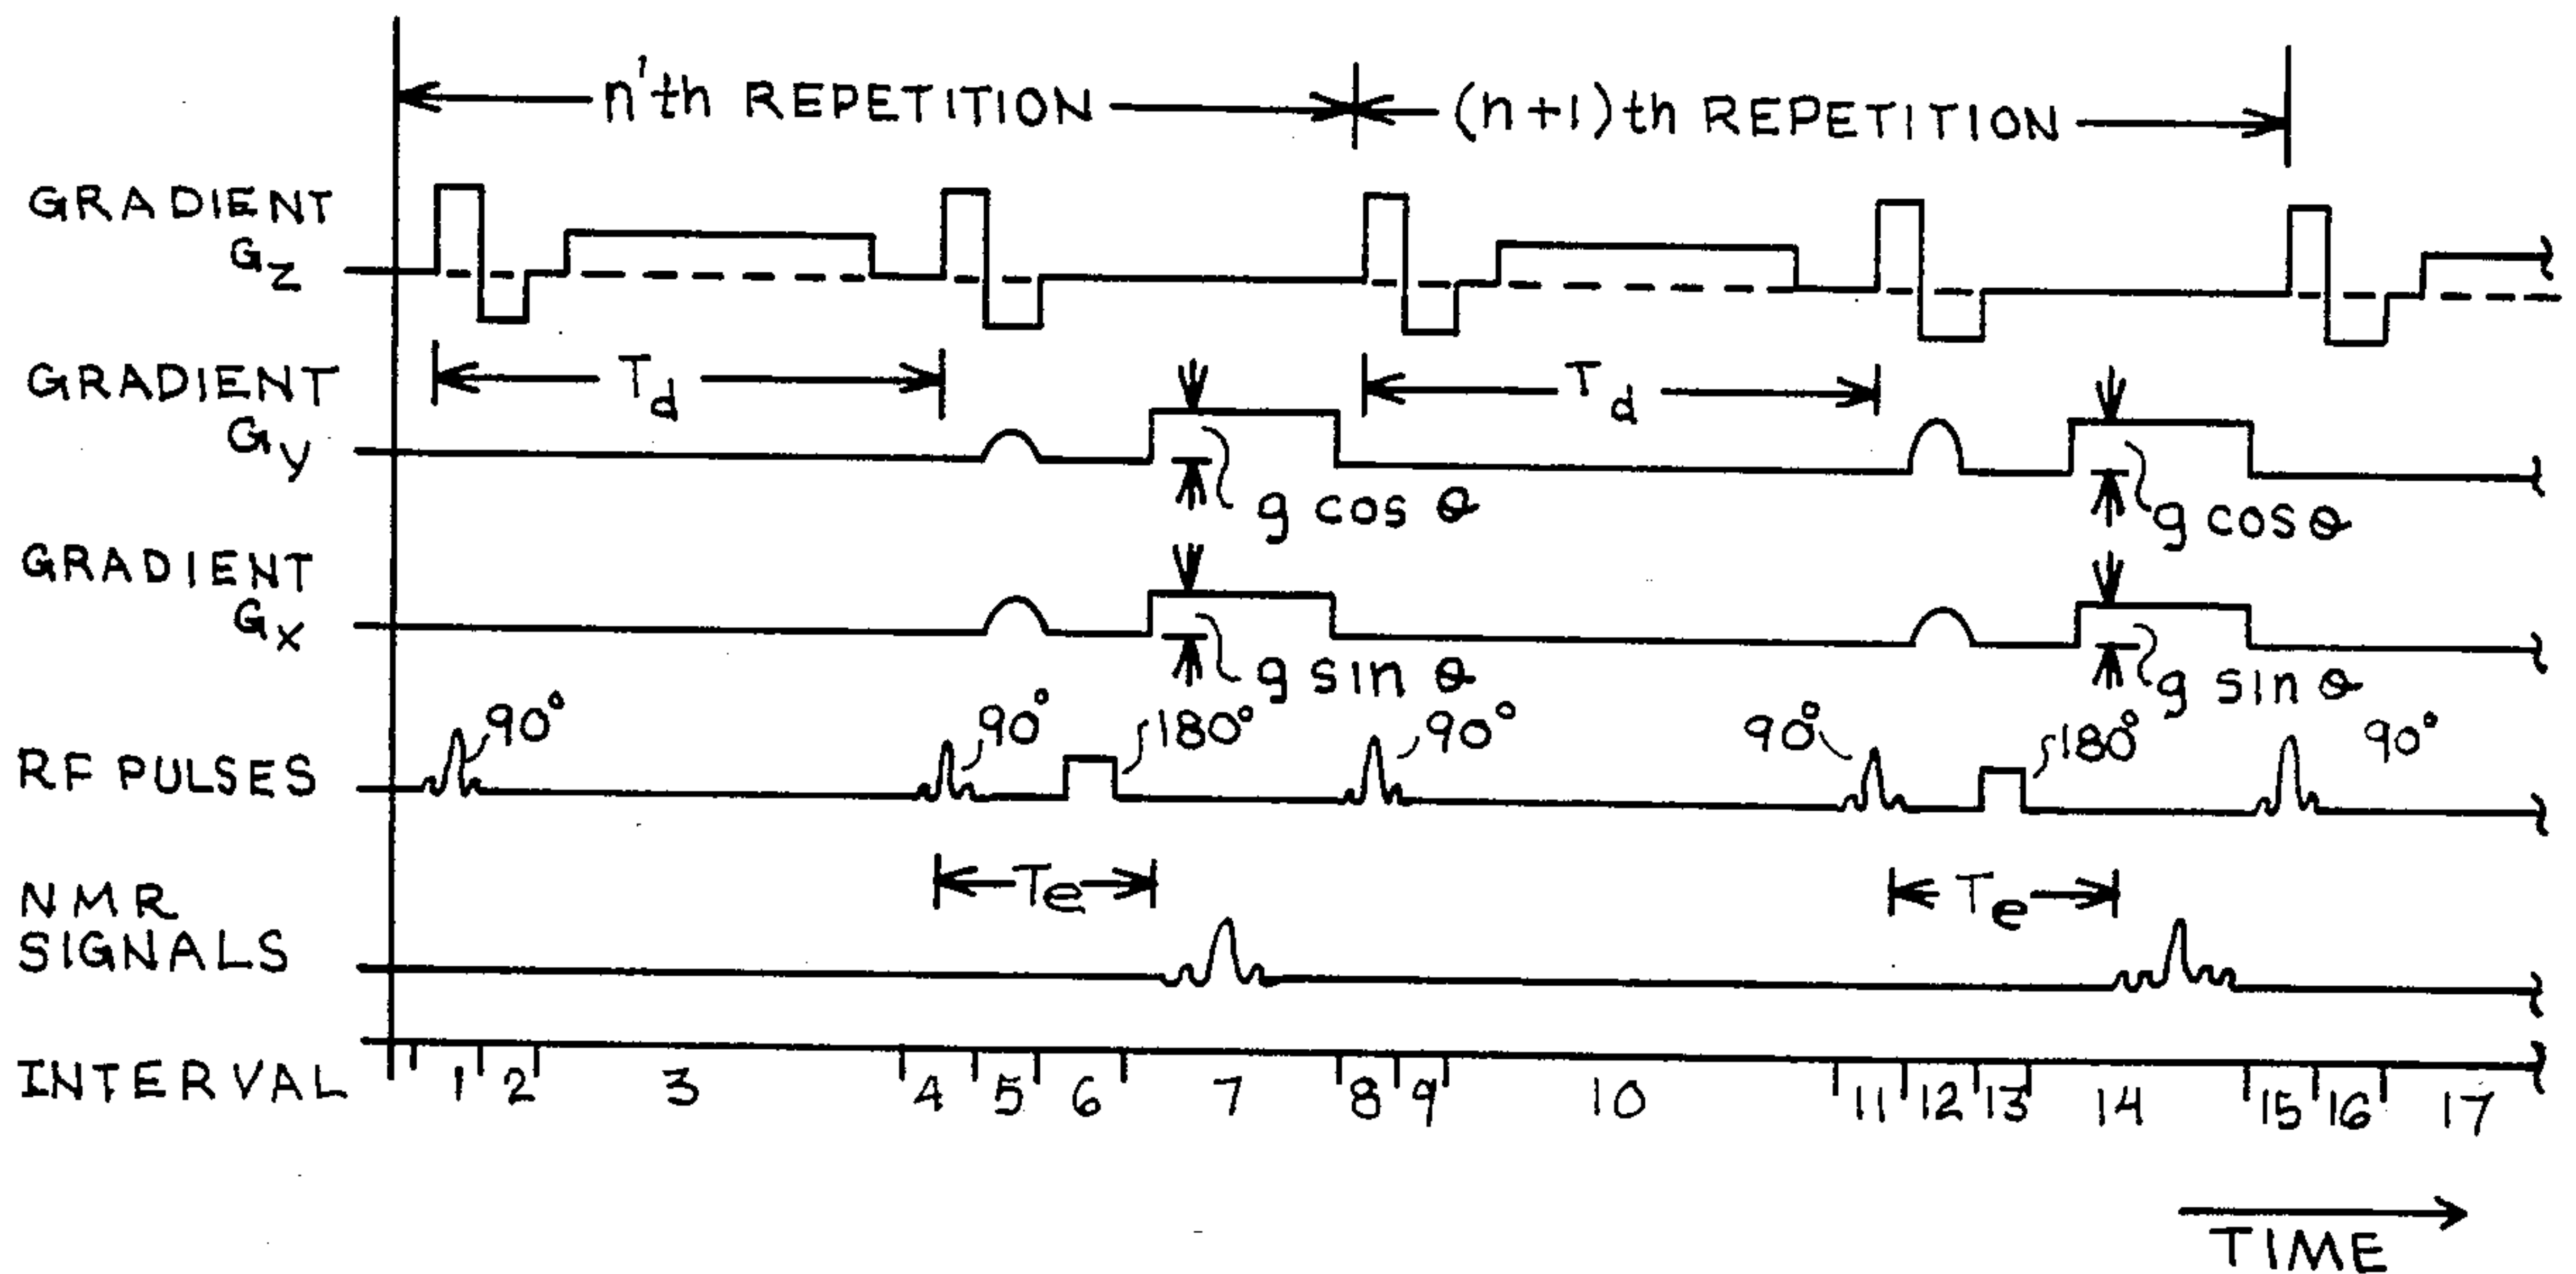 n'th REPETITION
(n+1)th REPETITION
GRADIENT
Gz
Td
Td
GRADIENT
Gy
g cos θ
g cos θ
GRADIENT
Gx
g sin θ
g sin θ
RF PULSES
90° 90° 180° 90° 90° 180° 90°
Te
Te
NMR
SIGNALS
INTERVAL 1 2 3 4 5 6 7 8 9 10 11 12 13 14 15 16 17
TIME